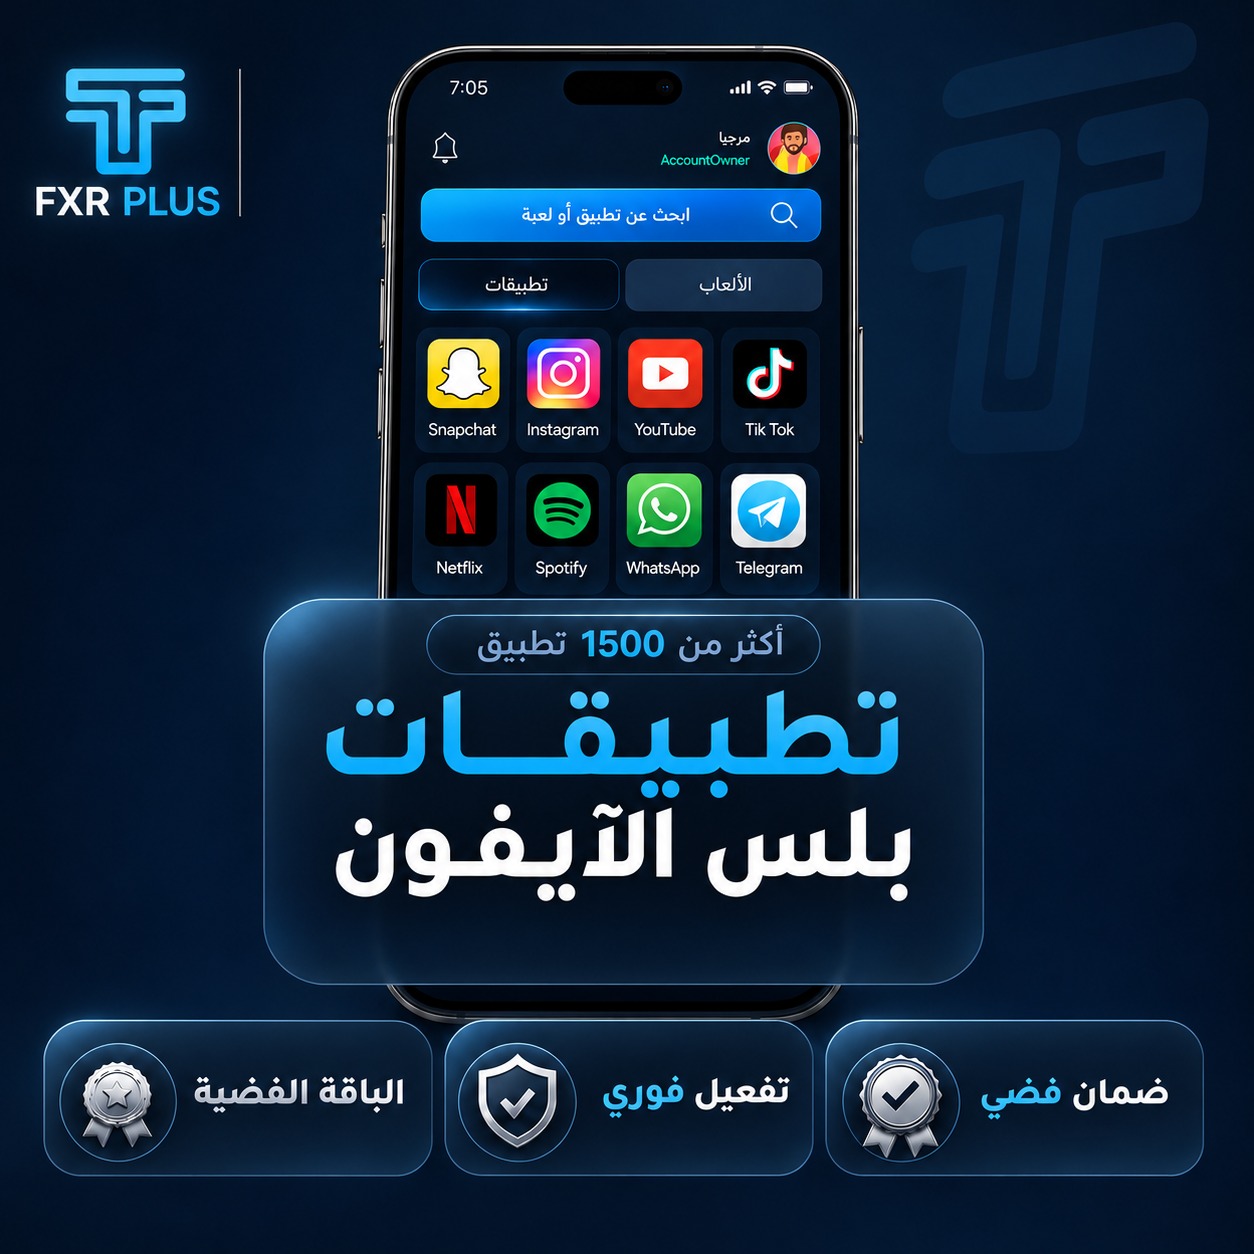 FXR PLUS
7:05
مرحبا
AccountOwner
ابحث عن تطبيق أو لعبة
الألعاب
تطبيقات
Snapchat
Instagram
YouTube
Tik Tok
Netflix
Spotify
WhatsApp
Telegram
أكثر من 1500 تطبيق
تطبيقـــات
بلس الآيفون
ضمان فضي
تفعيل فوري
الباقة الفضية